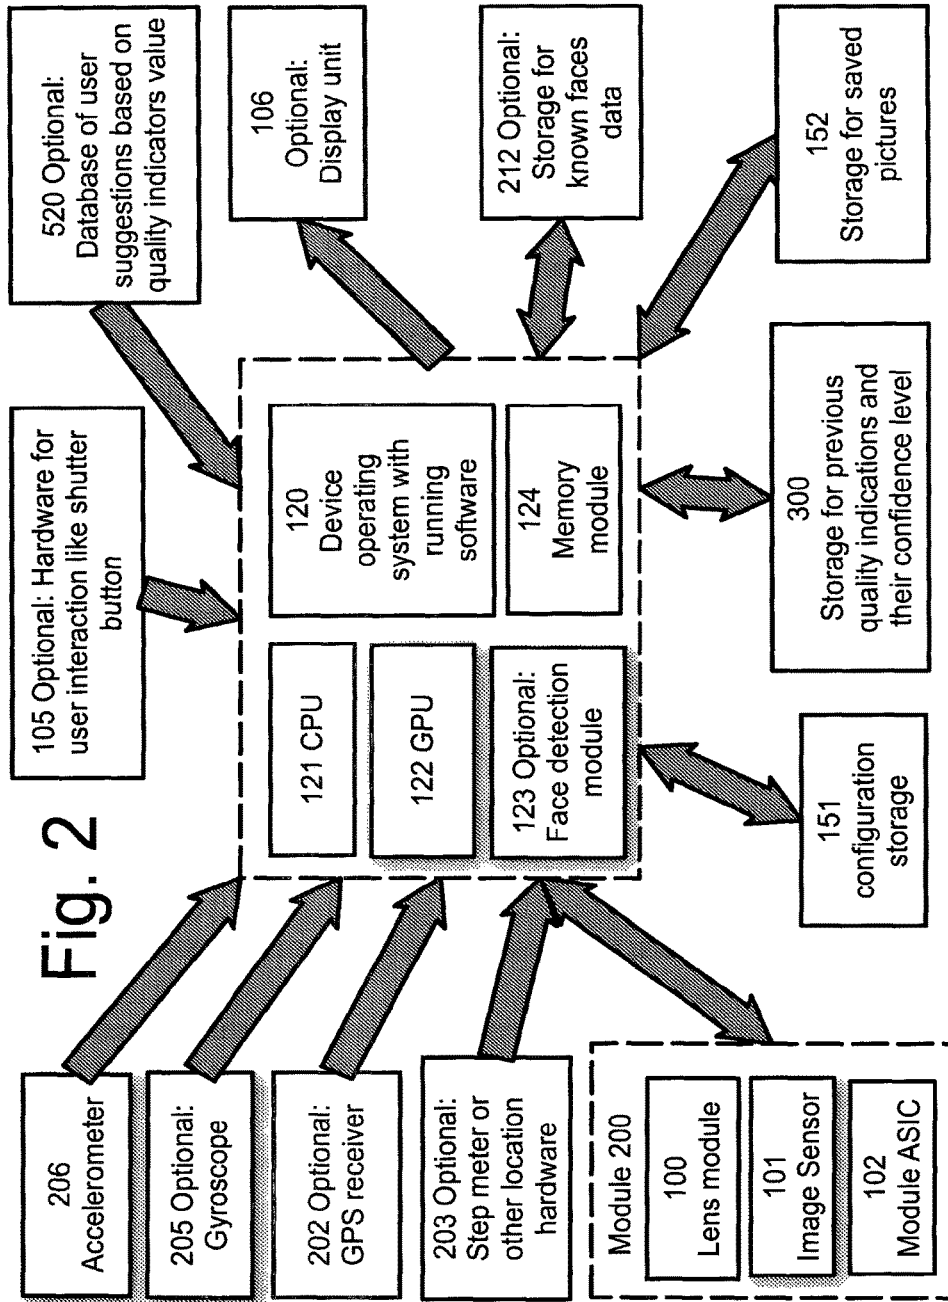 Fig. 2
206
Accelerometer
205 Optional:
Gyroscope
202 Optional:
GPS receiver
203 Optional:
Step meter or
other location
hardware
Module 200
100
Lens module
101
Image Sensor
102
Module ASIC
105 Optional: Hardware for
user interaction like shutter
button
121 CPU
122 GPU
123 Optional:
Face detection
module
120
Device
operating
system with
running
software
124
Memory
module
151
configuration
storage
300
Storage for previous
quality indications and
their confidence level
520 Optional:
Database of user
suggestions based on
quality indicators value
106
Optional:
Display unit
212 Optional:
Storage for
known faces
data
152
Storage for saved
pictures